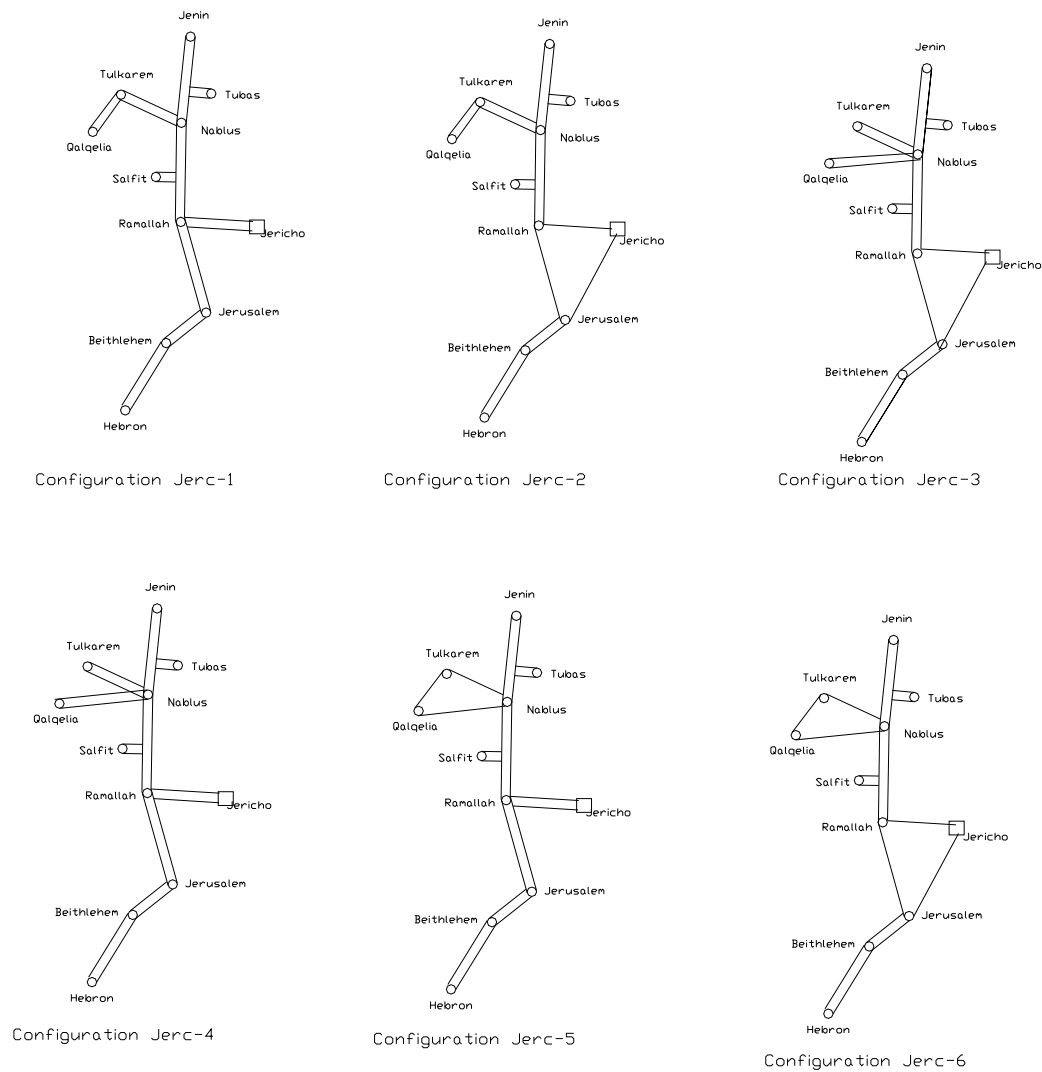 Jenin
Tulkarem
Tubas
Nablus
Qalqelia
Salfit
Ramallah
Jericho
Jerusalem
Beithlehem
Hebron
Configuration Jerc-1
Jenin
Tulkarem
Tubas
Nablus
Qalqelia
Salfit
Ramallah
Jericho
Jerusalem
Beithlehem
Hebron
Configuration Jerc-2
Jenin
Tulkarem
Tubas
Nablus
Qalqelia
Salfit
Ramallah
Jericho
Jerusalem
Beithlehem
Hebron
Configuration Jerc-3
Jenin
Tulkarem
Tubas
Nablus
Qalqelia
Salfit
Ramallah
Jericho
Jerusalem
Beithlehem
Hebron
Configuration Jerc-4
Jenin
Tulkarem
Tubas
Nablus
Qalqelia
Salfit
Ramallah
Jericho
Jerusalem
Beithlehem
Hebron
Configuration Jerc-5
Jenin
Tulkarem
Tubas
Nablus
Qalqelia
Salfit
Ramallah
Jericho
Jerusalem
Beithlehem
Hebron
Configuration Jerc-6